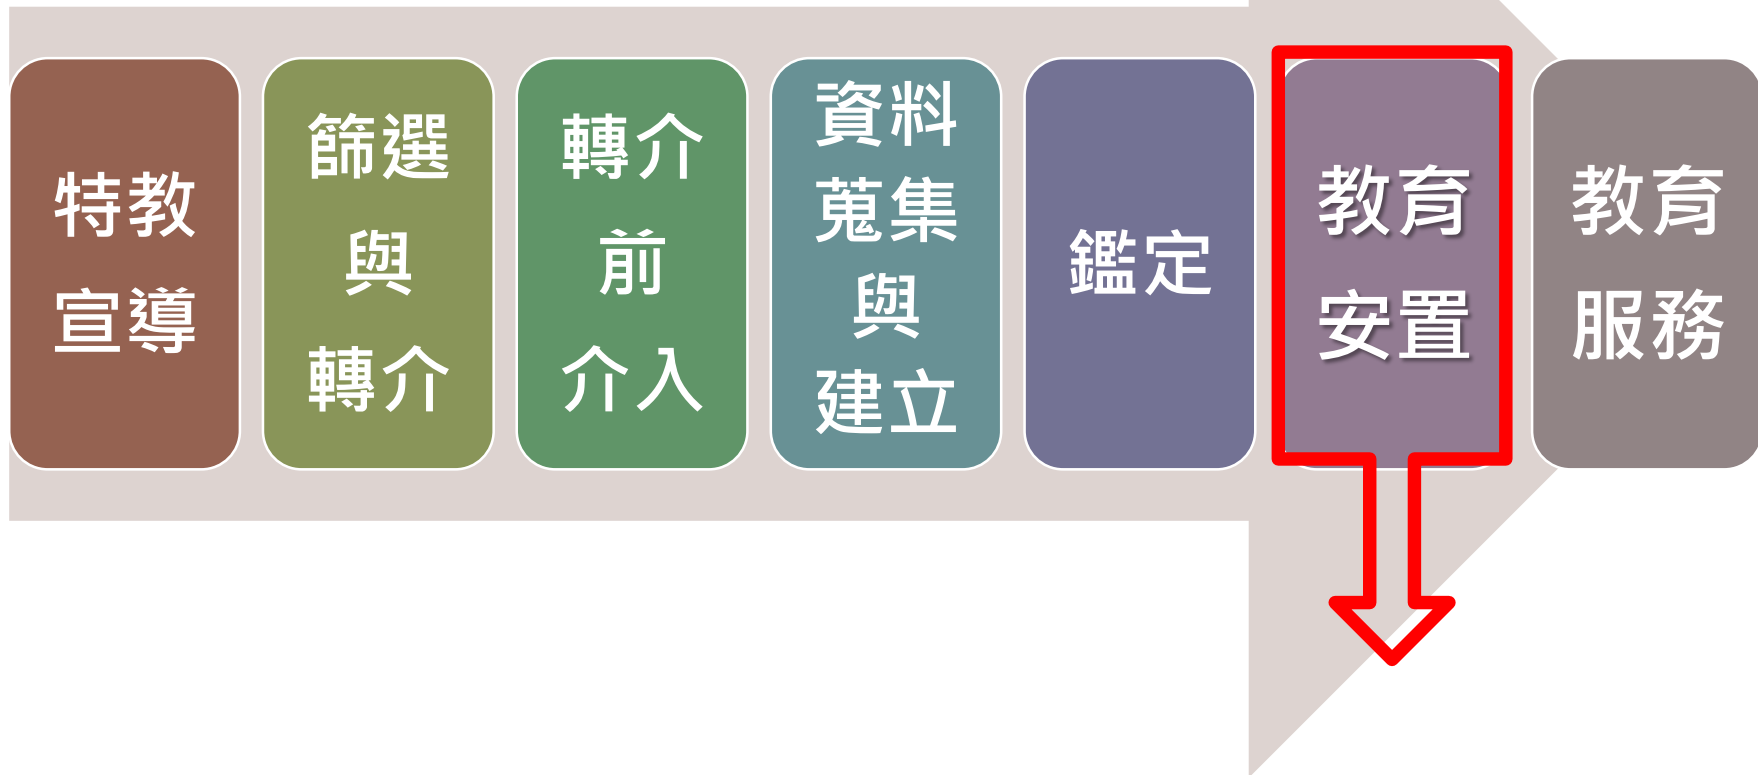 特教
宣導
篩選
與
轉介
轉介
前
介入
資料
蒐集
與
建立
鑑定
教育
安置
教育
服務